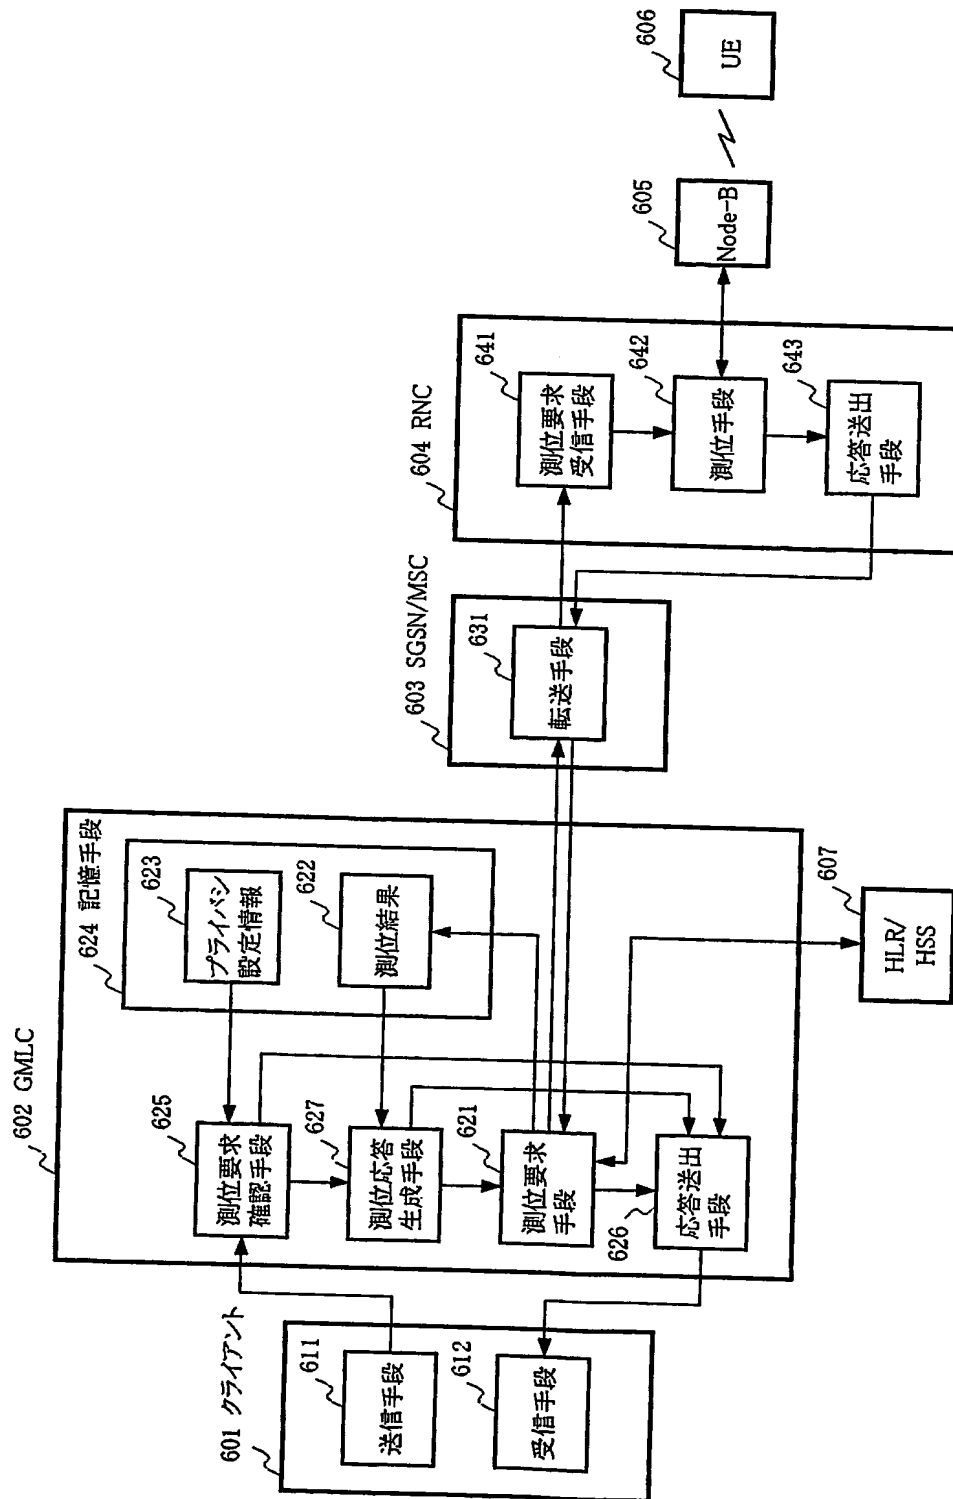 601 クライアント
611
送信手段
612
受信手段
602 GMLC
625
測位要求
確認手段
627
測位応答
生成手段
621
測位要求
手段
626
応答送出
手段
624 記憶手段
623
プライバシ
設定情報
622
測位結果
607
HLR/
HSS
603 SGSN/MSC
631
転送手段
604 RNC
641
測位要求
受信手段
642
測位手段
643
応答送出
手段
605
Node-B
606
UE